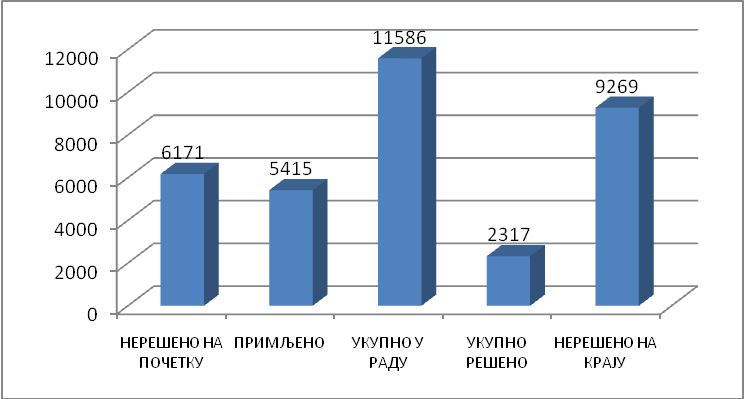 12000
10000
8000
6000
4000
2000
0
6171
5415
11586
2317
9269
НЕРЕШЕНО НА
ПОЧЕТКУ
ПРИМЉЕНО
УКУПНО У
РАДУ
УКУПНО
РЕШЕНО
НЕРЕШЕНО НА
КРАЈУ